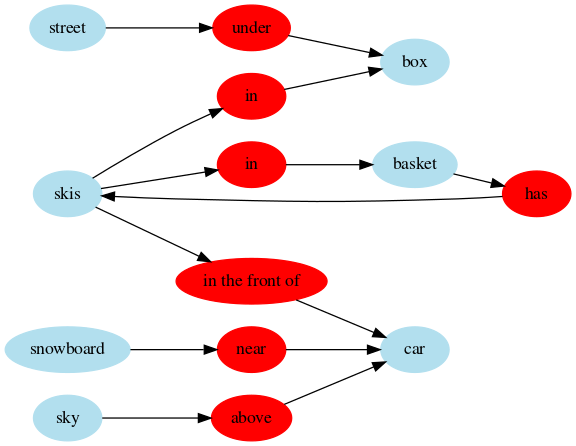 street
under
box
in
in
basket
skis
has
in the front of
snowboard
near
car
sky
above